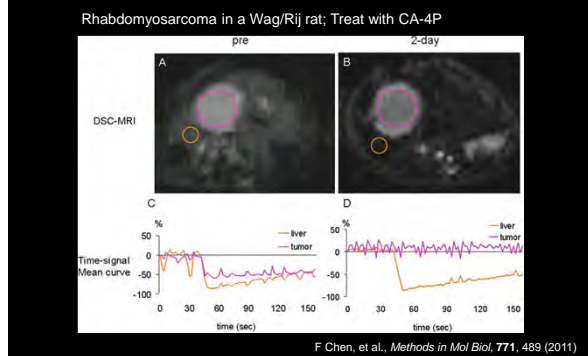 Rhabdomyosarcoma in a Wag/Rij rat; Treat with CA-4P
pre
2-day
A
B
DSC-MRI
C
D
%
50
0
-50
-100
liver
tumor
0
30
60
90
120
150
time (sec)
%
50
0
-50
-100
liver
tumor
0
30
60
90
120
150
time (sec)
Time-signal
Mean curve
F Chen, et al., Methods in Mol Biol, 771, 489 (2011)